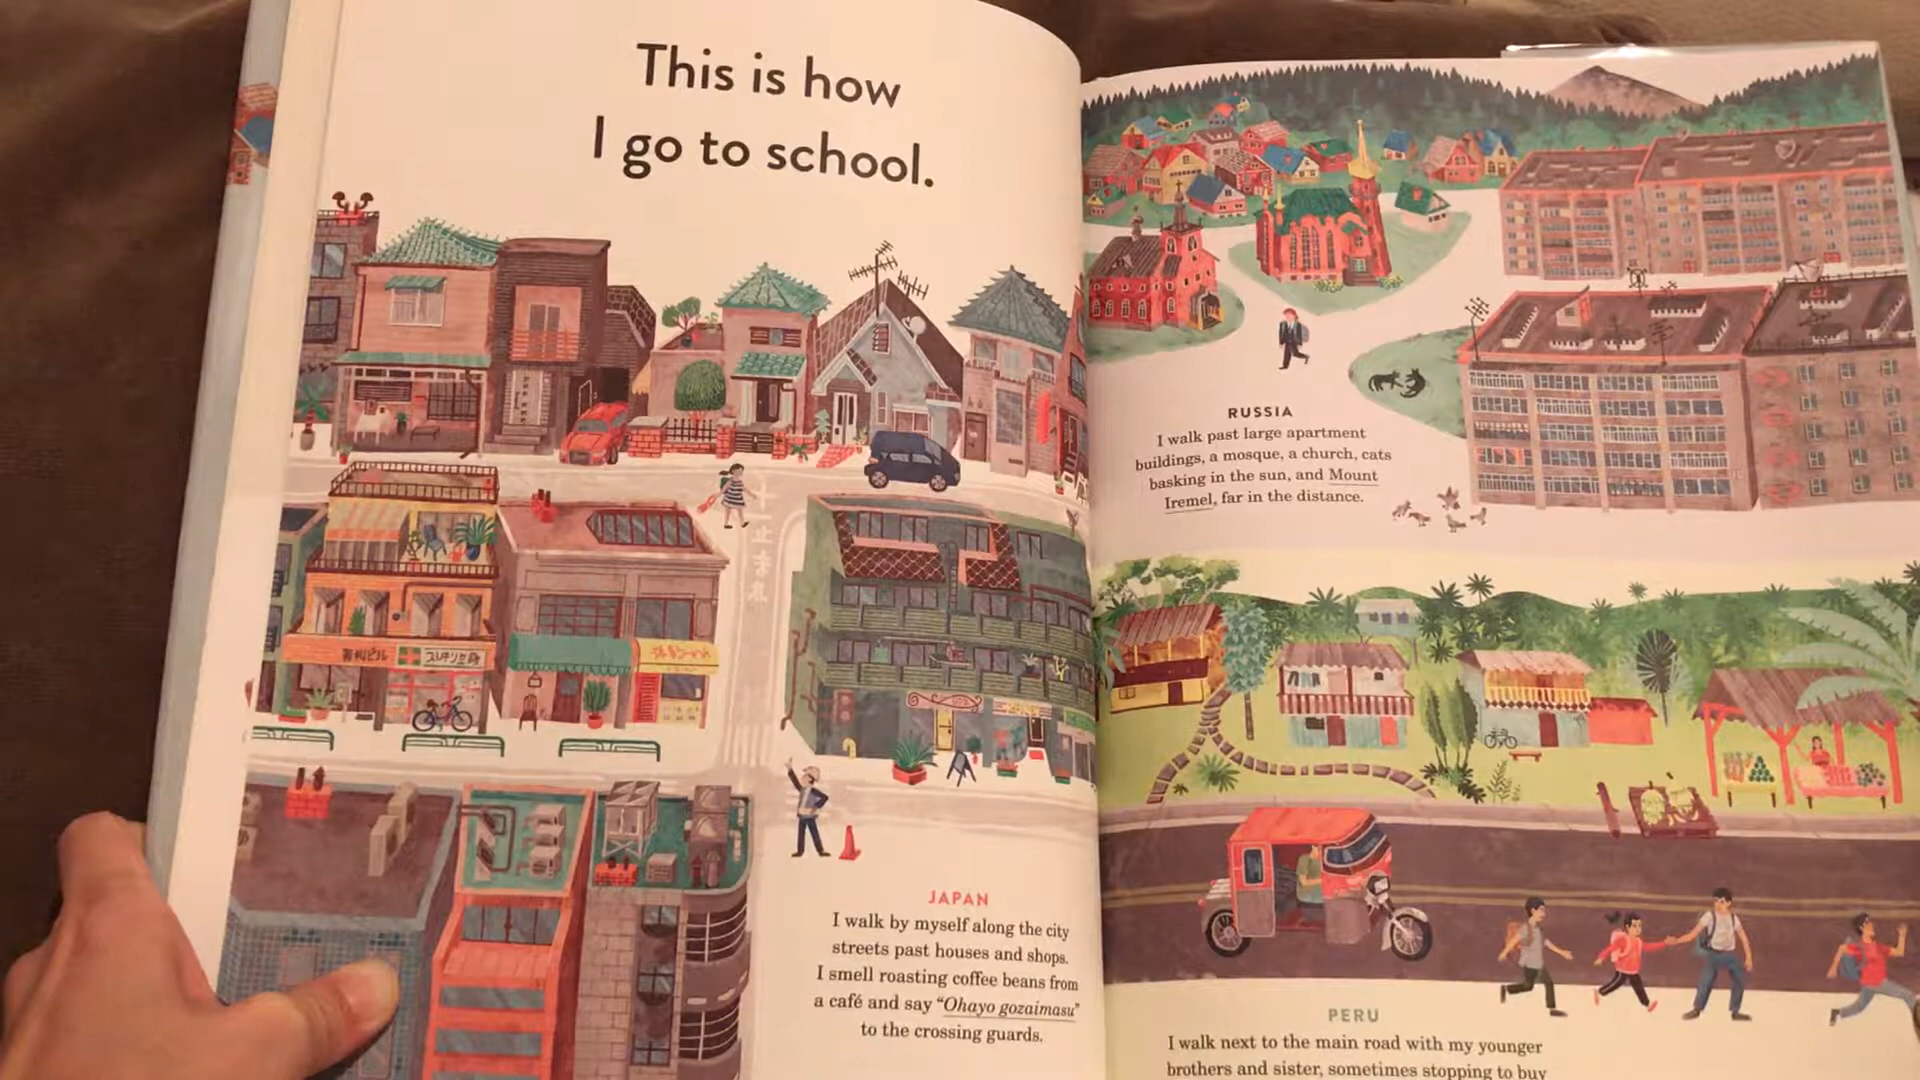 This is how
I go to school.
JAPAN
I walk by myself along the city
streets past houses and shops.
I smell roasting coffee beans from
a café and say “Ohayo gozaimasu”
to the crossing guards.
RUSSIA
I walk past large apartment
buildings, a mosque, a church, cats
basking in the sun, and Mount
Iremel, far in the distance.
PERU
I walk next to the main road with my younger
brothers and sister, sometimes stopping to buy